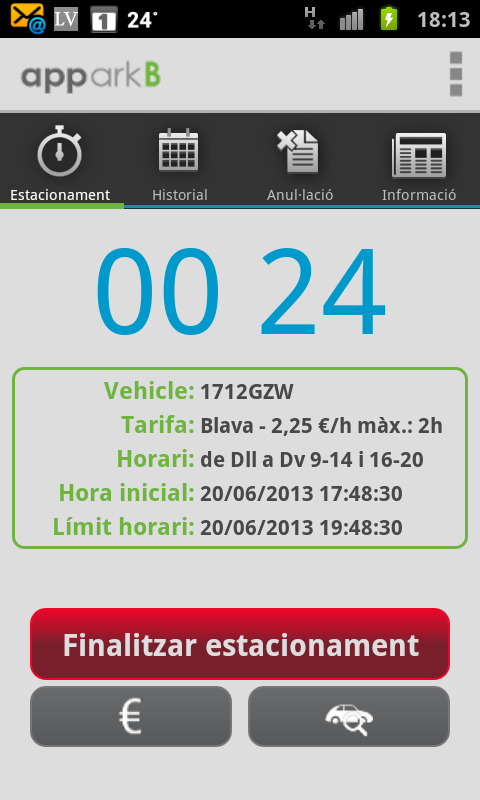 LV 1 24° H 18:13
appark B
Estacionament Historial Anul·lació Informació
00 24
Vehicle: 1712GZW
Tarifa: Blava - 2,25 €/h màx.: 2h
Horari: de Dll a Dv 9-14 i 16-20
Hora inicial: 20/06/2013 17:48:30
Límit horari: 20/06/2013 19:48:30
Finalitzar estacionament
€